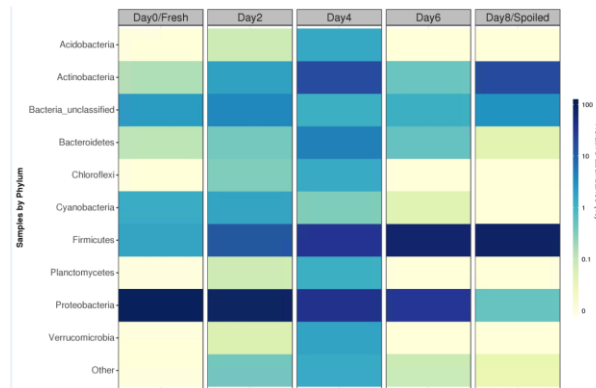 Day0/Fresh Day2 Day4 Day6 Day8/Spoiled
Acidobacteria
Actinobacteria
Bacteria_unclassified
Bacteroidetes
Chloroflexi
Cyanobacteria
Firmicutes
Planctomycetes
Proteobacteria
Verrucomicrobia
Other
Samples by Phylum
100
10
1
0.1
0